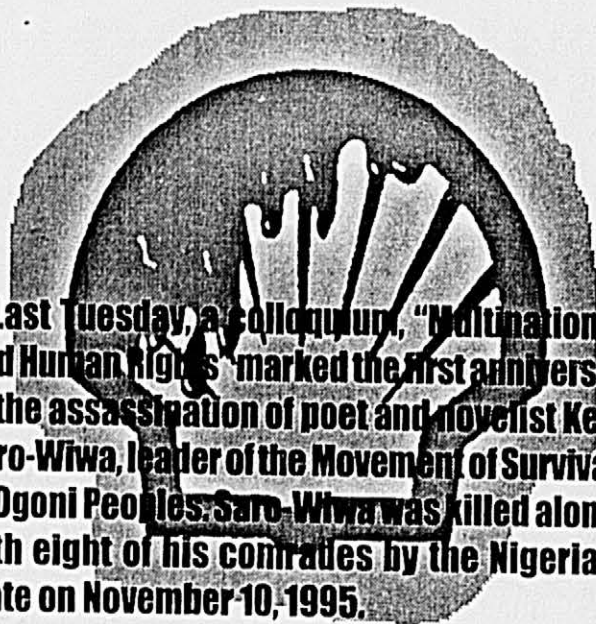 Last Tuesday, a colloquium, "Multination
d Human Rights" marked the first annivers
the assassination of poet and novelist Ke
ro-Wiwa, leader of the Movement of Surviva
Ogoni Peoples. Saro-Wiwa was killed alon
th eight of his comrades by the Nigeria
ate on November 10, 1995.